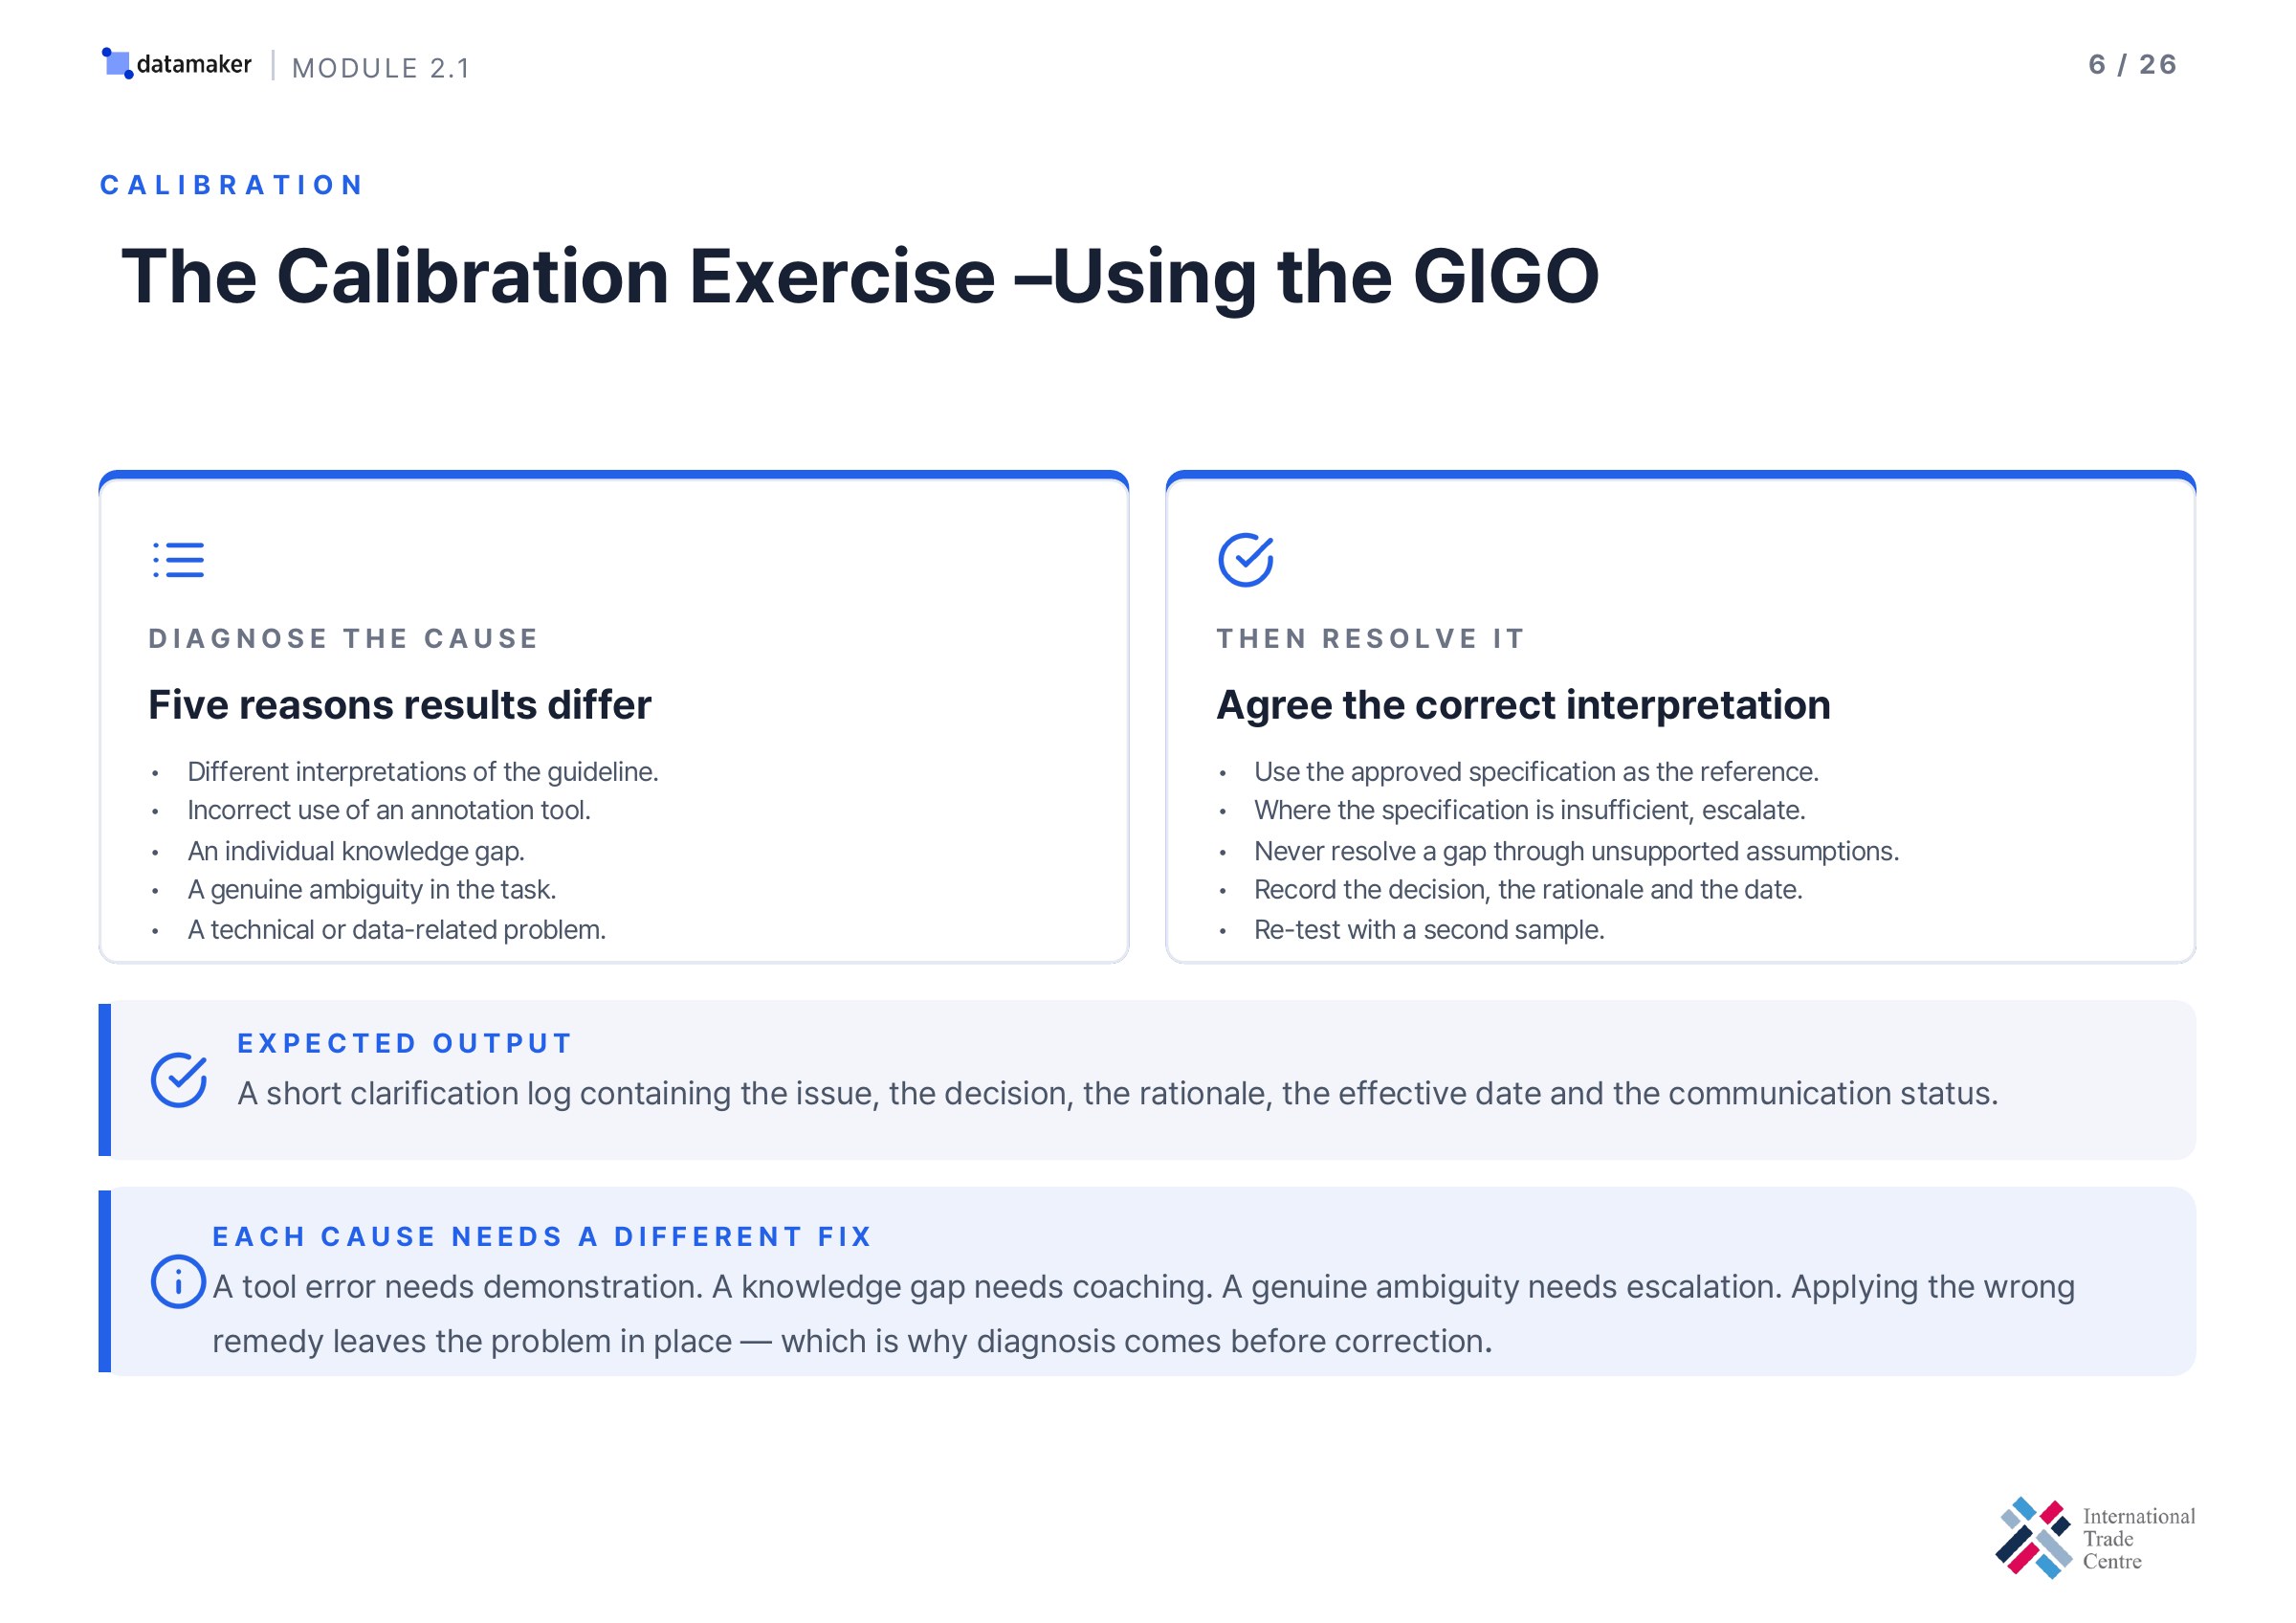 datamaker
MODULE 2.1
6 / 26
CALIBRATION
The Calibration Exercise –Using the GIGO
DIAGNOSE THE CAUSE
Five reasons results differ
• Different interpretations of the guideline.
• Incorrect use of an annotation tool.
• An individual knowledge gap.
• A genuine ambiguity in the task.
• A technical or data-related problem.
THEN RESOLVE IT
Agree the correct interpretation
• Use the approved specification as the reference.
• Where the specification is insufficient, escalate.
• Never resolve a gap through unsupported assumptions.
• Record the decision, the rationale and the date.
• Re-test with a second sample.
EXPECTED OUTPUT
A short clarification log containing the issue, the decision, the rationale, the effective date and the communication status.
EACH CAUSE NEEDS A DIFFERENT FIX
A tool error needs demonstration. A knowledge gap needs coaching. A genuine ambiguity needs escalation. Applying the wrong
remedy leaves the problem in place — which is why diagnosis comes before correction.
International
Trade
Centre